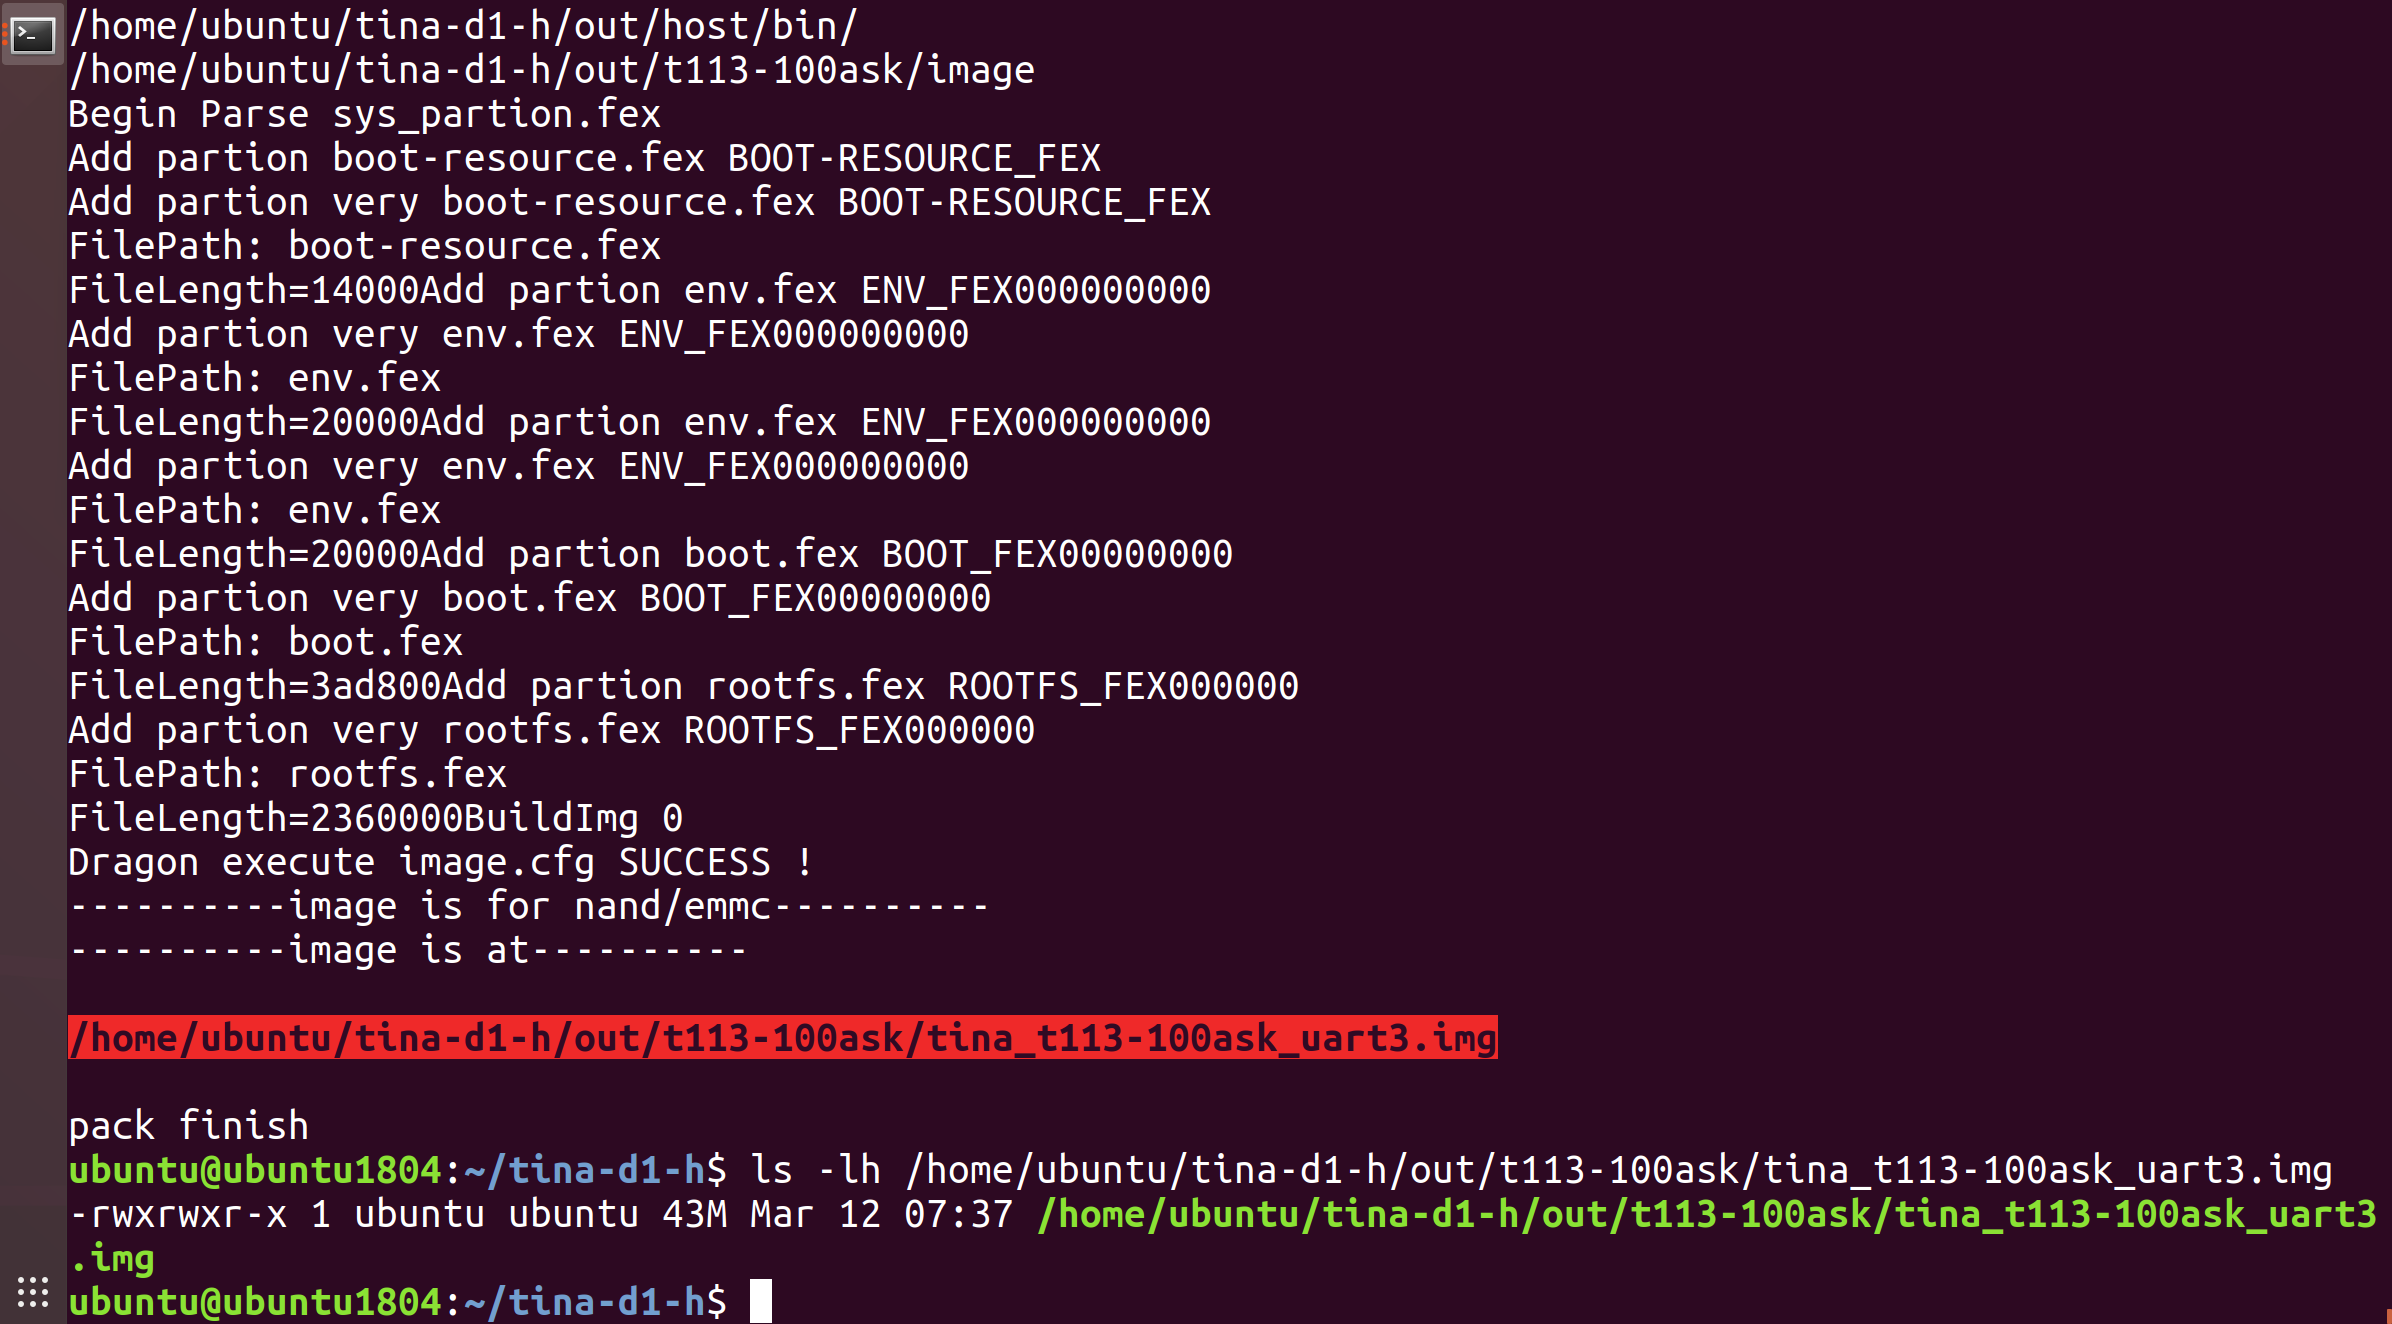 /home/ubuntu/tina-d1-h/out/host/bin/
/home/ubuntu/tina-d1-h/out/t113-100ask/image
Begin Parse sys_partion.fex
Add partion boot-resource.fex BOOT-RESOURCE_FEX
Add partion very boot-resource.fex BOOT-RESOURCE_FEX
FilePath: boot-resource.fex
FileLength=14000Add partion env.fex ENV_FEX000000000
Add partion very env.fex ENV_FEX000000000
FilePath: env.fex
FileLength=20000Add partion env.fex ENV_FEX000000000
Add partion very env.fex ENV_FEX000000000
FilePath: env.fex
FileLength=20000Add partion boot.fex BOOT_FEX00000000
Add partion very boot.fex BOOT_FEX00000000
FilePath: boot.fex
FileLength=3ad800Add partion rootfs.fex ROOTFS_FEX000000
Add partion very rootfs.fex ROOTFS_FEX000000
FilePath: rootfs.fex
FileLength=2360000BuildImg 0
Dragon execute image.cfg SUCCESS !
----------image is for nand/emmc----------
----------image is at----------
/home/ubuntu/tina-d1-h/out/t113-100ask/tina_t113-100ask_uart3.img
pack finish
ubuntu@ubuntu1804:~/tina-d1-h$ ls -lh /home/ubuntu/tina-d1-h/out/t113-100ask/tina_t113-100ask_uart3.img
-rwxrwxr-x 1 ubuntu ubuntu 43M Mar 12 07:37 /home/ubuntu/tina-d1-h/out/t113-100ask/tina_t113-100ask_uart3
.img
ubuntu@ubuntu1804:~/tina-d1-h$